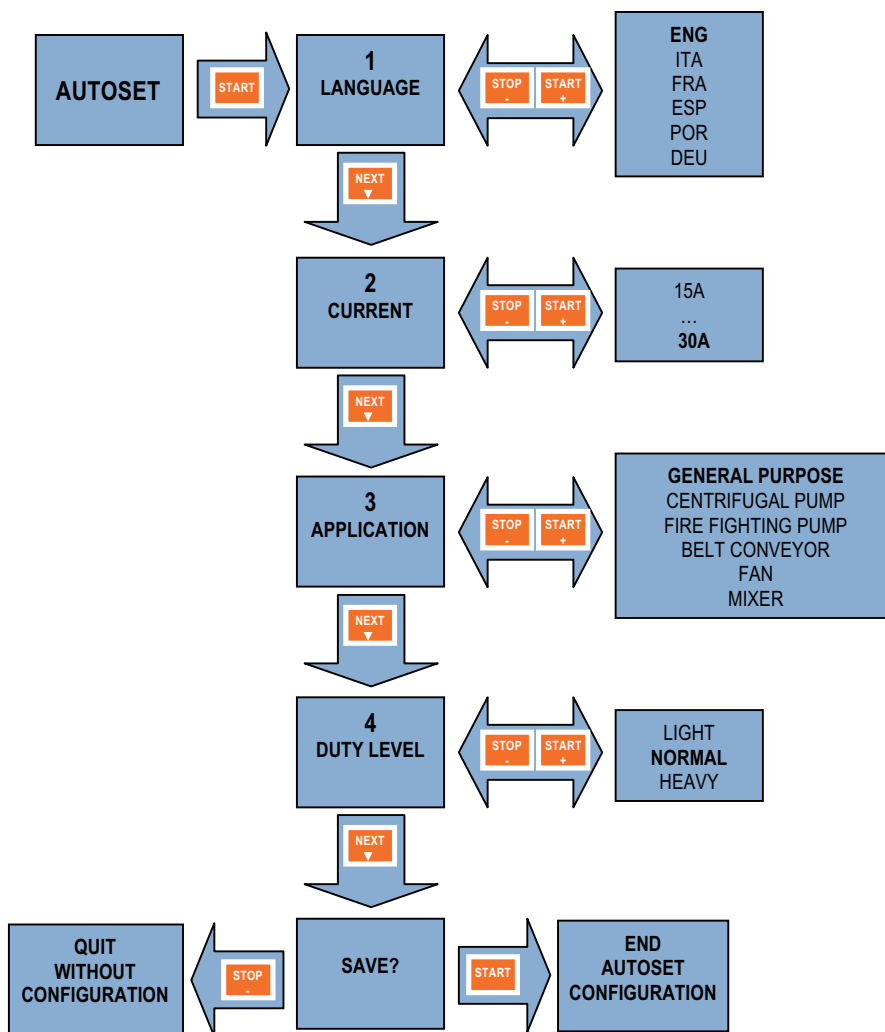 AUTOSET
START
1
LANGUAGE
STOP
-
START
+
ENG
ITA
FRA
ESP
POR
DEU
NEXT
▼
2
CURRENT
STOP
-
START
+
15A
...
30A
NEXT
▼
3
APPLICATION
STOP
-
START
+
GENERAL PURPOSE
CENTRIFUGAL PUMP
FIRE FIGHTING PUMP
BELT CONVEYOR
FAN
MIXER
NEXT
▼
4
DUTY LEVEL
STOP
-
START
+
LIGHT
NORMAL
HEAVY
NEXT
▼
QUIT
WITHOUT
CONFIGURATION
STOP
-
SAVE?
START
END
AUTOSET
CONFIGURATION